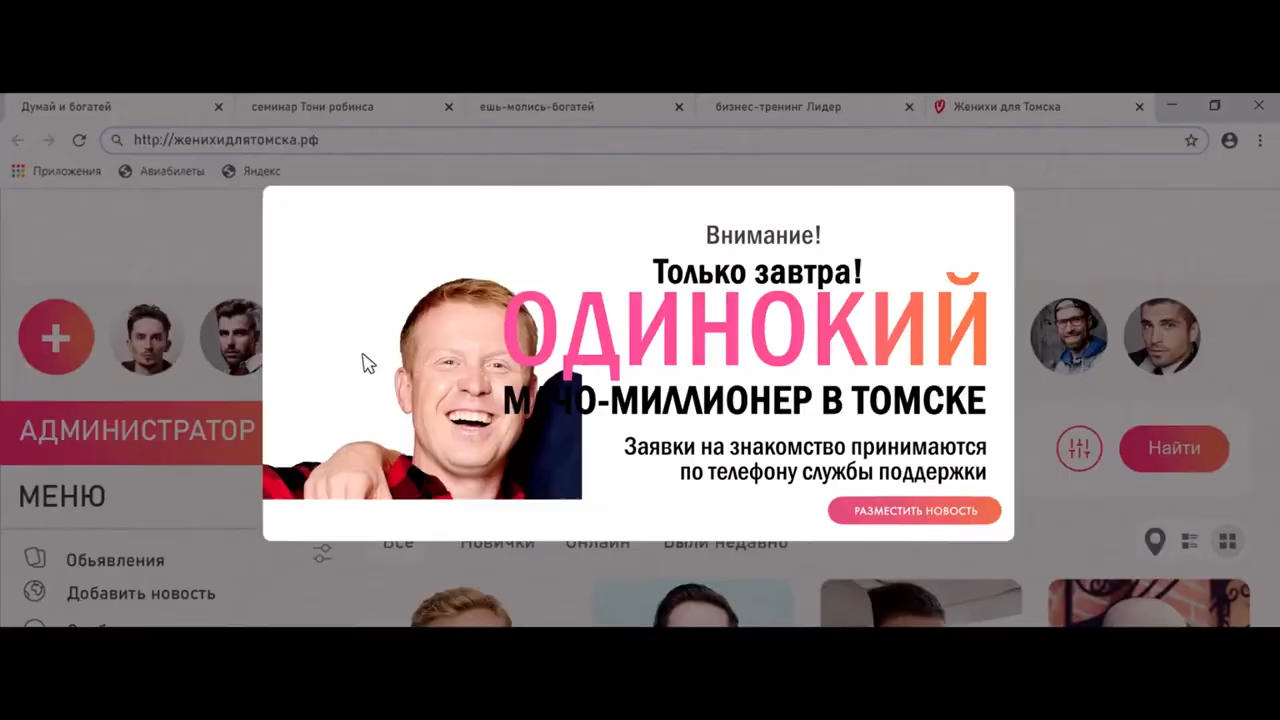 Думай и богатей
семинар Тони робинса
ешь-молись-богатей
бизнес-тренинг Лидер
Женихи для Томска
http://женихидлятомска.рф
Приложения
Авиабилеты
Яндекс
Внимание!
Только завтра!
ОДИНОКИЙ
МАЧО-МИЛЛИОНЕР В ТОМСКЕ
Заявки на знакомство принимаются
по телефону службы поддержки
РАЗМЕСТИТЬ НОВОСТЬ
АДМИНИСТРАТОР
Найти
МЕНЮ
Все
Новички
Онлайн
Были недавно
Обьявления
Добавить новость